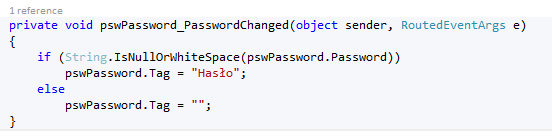 1 reference
private void pswPassword_PasswordChanged(object sender, RoutedEventArgs e)
{
if (String.IsNullOrWhiteSpace(pswPassword.Password))
pswPassword.Tag = "Hasło";
else
pswPassword.Tag = "";
}